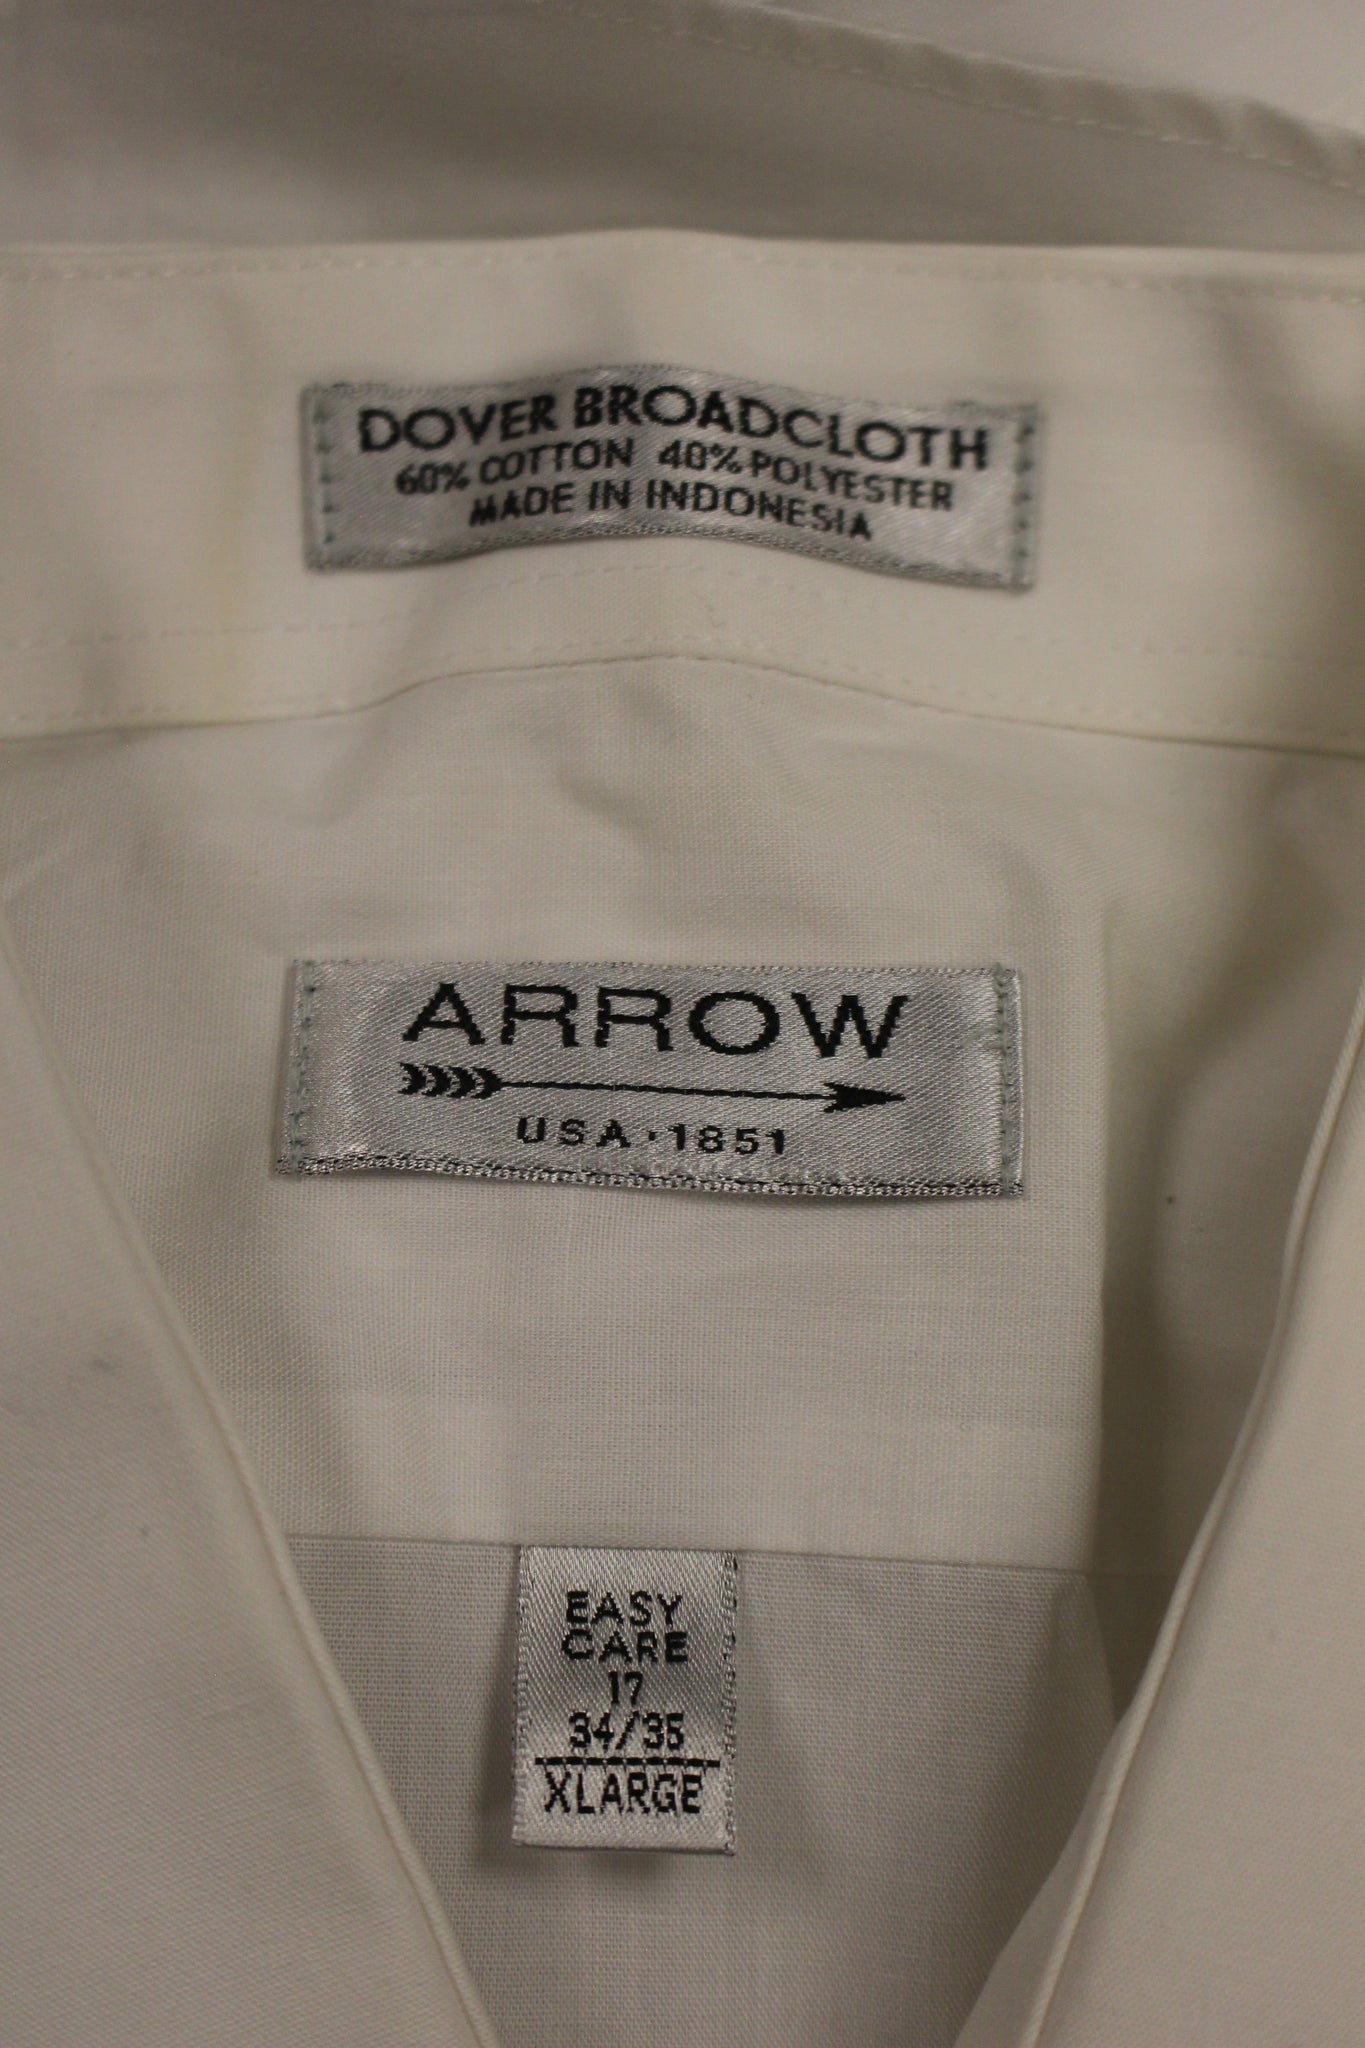 DOVER BROADCLOTH
60% COTTON 40% POLYESTER
MADE IN INDONESIA
ARROW
USA·1851
EASY
CARE
17
34/35
XLARGE